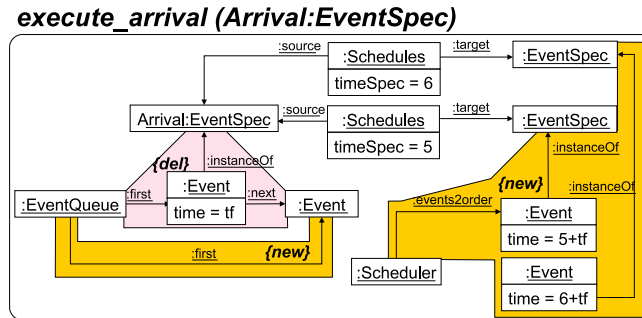 execute_arrival (Arrival:EventSpec)
:source
:Schedules
timeSpec = 6
:target
:EventSpec
Arrival:EventSpec
:source
:Schedules
timeSpec = 5
:target
:EventSpec
{del}
:instanceOf
:instanceOf
:EventQueue
:first
:Event
time = tf
:next
:Event
{new}
:instanceOf
:events2order
:Event
time = 5+tf
:first
{new}
:Scheduler
:Event
time = 6+tf